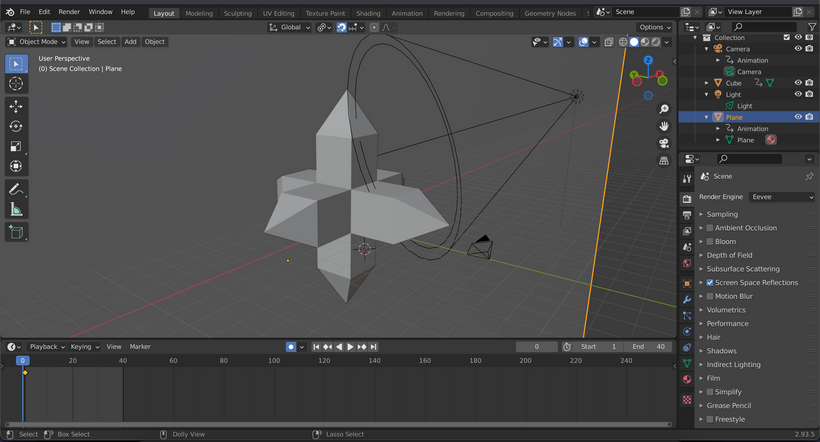 File Edit Render Window Help Layout Modeling Sculpting UV Editing Texture Paint Shading Animation Rendering Compositing Geometry Nodes Scene View Layer
Global Options
Object Mode View Select Add Object
User Perspective
(0) Scene Collection | Plane
Z
Y
X
Collection
Camera
Animation
Camera
Cube
Light
Light
Plane
Animation
Plane
Scene
Render Engine Eevee
Sampling
Ambient Occlusion
Bloom
Depth of Field
Subsurface Scattering
Screen Space Reflections
Motion Blur
Volumetrics
Performance
Hair
Shadows
Indirect Lighting
Film
Simplify
Grease Pencil
Freestyle
Playback Keying View Marker 0 Start 1 End 40
0 20 40 60 80 100 120 140 160 180 200 220 240
Select Box Select Dolly View Lasso Select 2.93.5